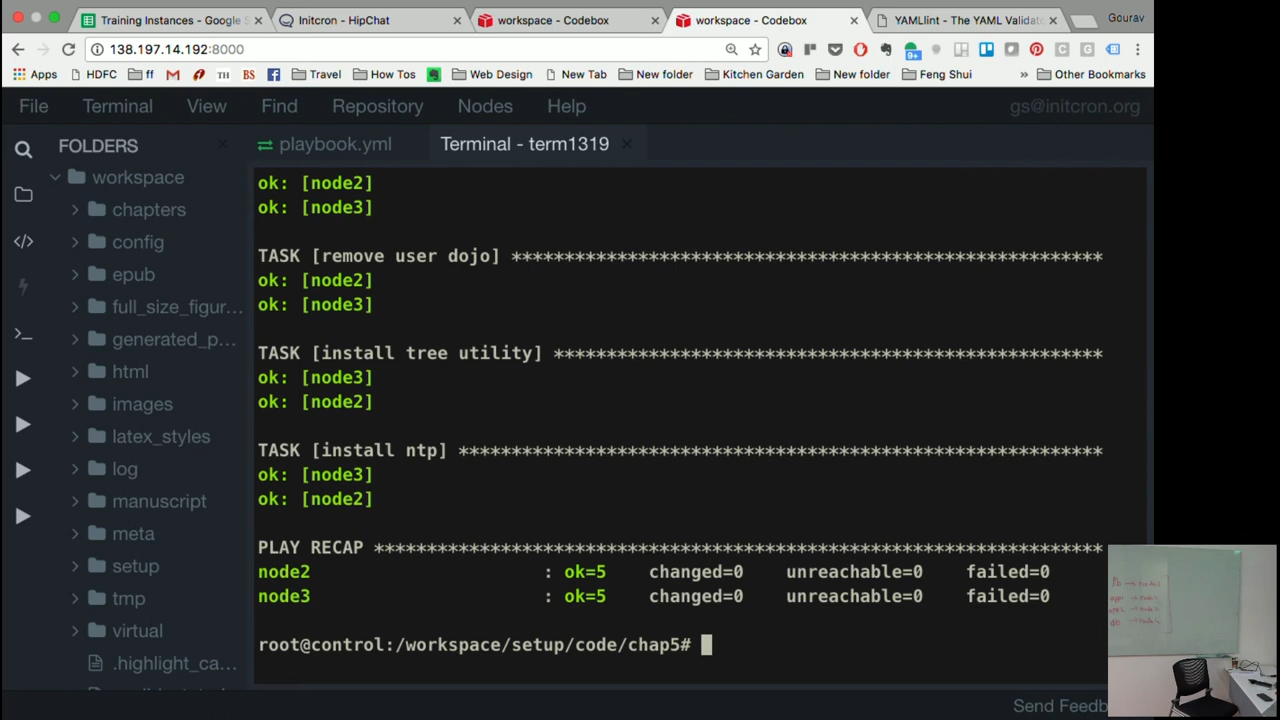 Training Instances - Google S
Initcron - HipChat
workspace - Codebox
workspace - Codebox
YAMLlint - The YAML Validato
Gourav
138.197.14.192:8000
9+
Apps
HDFC
ff
TH
BS
Travel
How Tos
Web Design
New Tab
New folder
Kitchen Garden
New folder
Feng Shui
»
Other Bookmarks
File Terminal View Find Repository Nodes Help
gs@initcron.org
FOLDERS
playbook.yml
Terminal - term1319
workspace
chapters
config
epub
full_size_figur...
generated_p...
html
images
latex_styles
log
manuscript
meta
setup
tmp
virtual
.highlight_ca...
ok: [node2]
ok: [node3]
TASK [remove user dojo] ********************************************************
ok: [node2]
ok: [node3]
TASK [install tree utility] ****************************************************
ok: [node3]
ok: [node2]
TASK [install ntp] *************************************************************
ok: [node3]
ok: [node2]
PLAY RECAP *********************************************************************
node2 : ok=5 changed=0 unreachable=0 failed=0
node3 : ok=5 changed=0 unreachable=0 failed=0
root@control:/workspace/setup/code/chap5#
Send Feedb